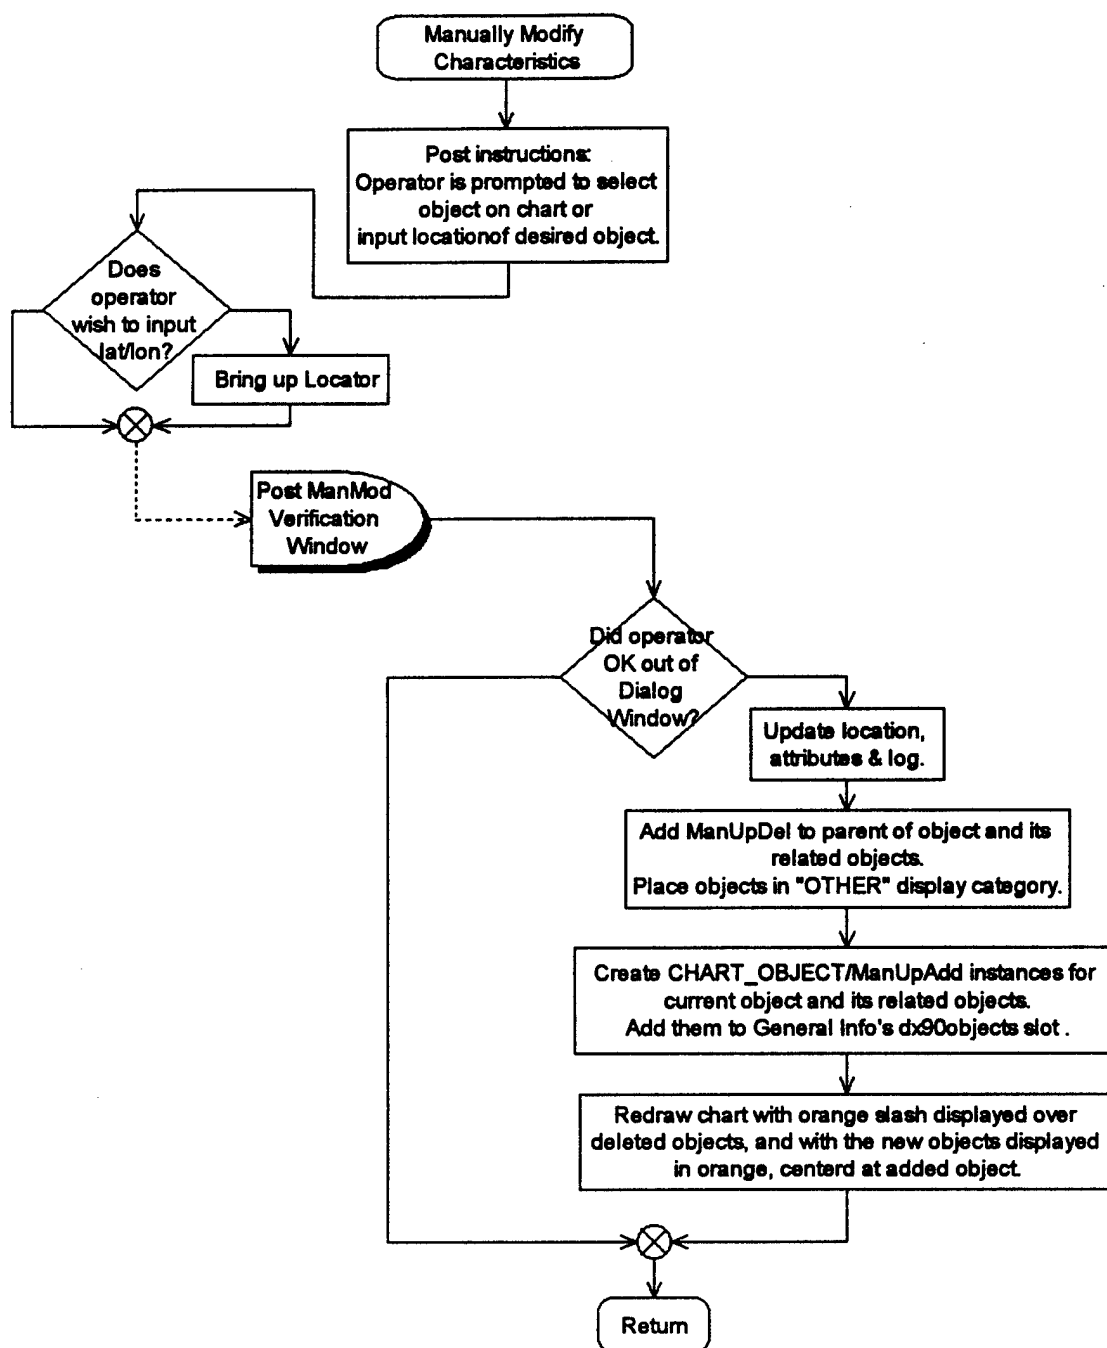 Manually Modify
Characteristics
Post instructions:
Operator is prompted to select
object on chart or
input locationof desired object.
Does
operator
wish to input
lat/lon?
Bring up Locator
Post ManMod
Verification
Window
Did operator
OK out of
Dialog
Window?
Update location,
attributes & log.
Add ManUpDel to parent of object and its
related objects.
Place objects in "OTHER" display category.
Create CHART_OBJECT/ManUpAdd instances for
current object and its related objects.
Add them to General Info's dx90objects slot .
Redraw chart with orange slash displayed over
deleted objects, and with the new objects displayed
in orange, centerd at added object.
Return